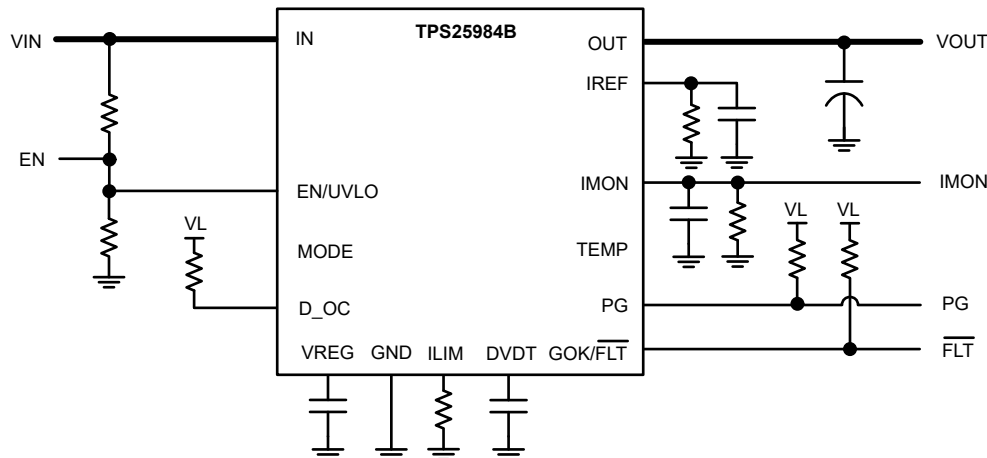 TPS25984B
VIN
IN
OUT
VOUT
IREF
EN
EN/UVLO
IMON
IMON
VL
VL
VL
MODE
TEMP
D_OC
PG
PG
VREG
GND
ILIM
DVDT
GOK/FLT
FLT